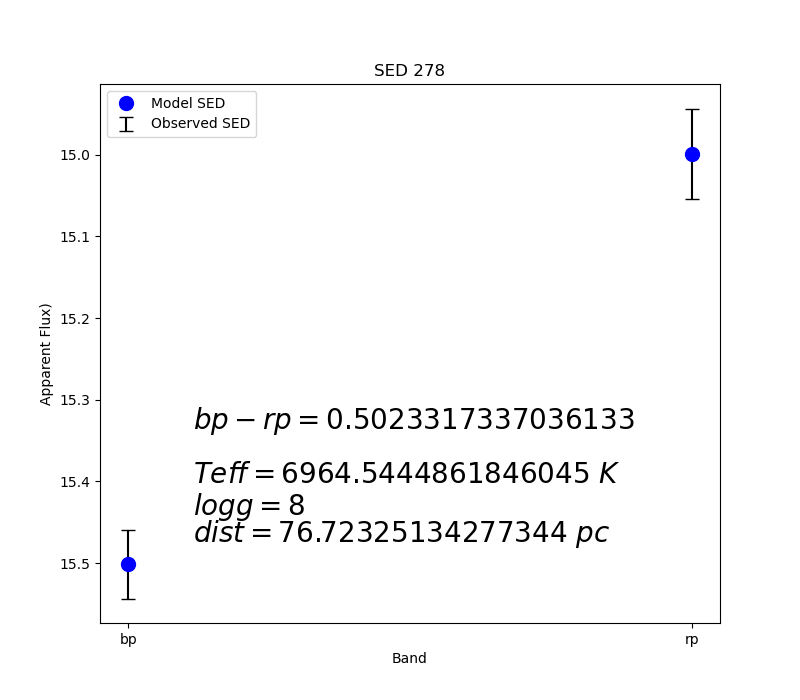 SED 278
Model SED
Observed SED
15.0
15.1
15.2
15.3
15.4
15.5
Apparent Flux)
bp − rp = 0.5023317337036133
Teff = 6964.5444861846045 K
logg = 8
dist = 76.72325134277344 pc
bp
rp
Band